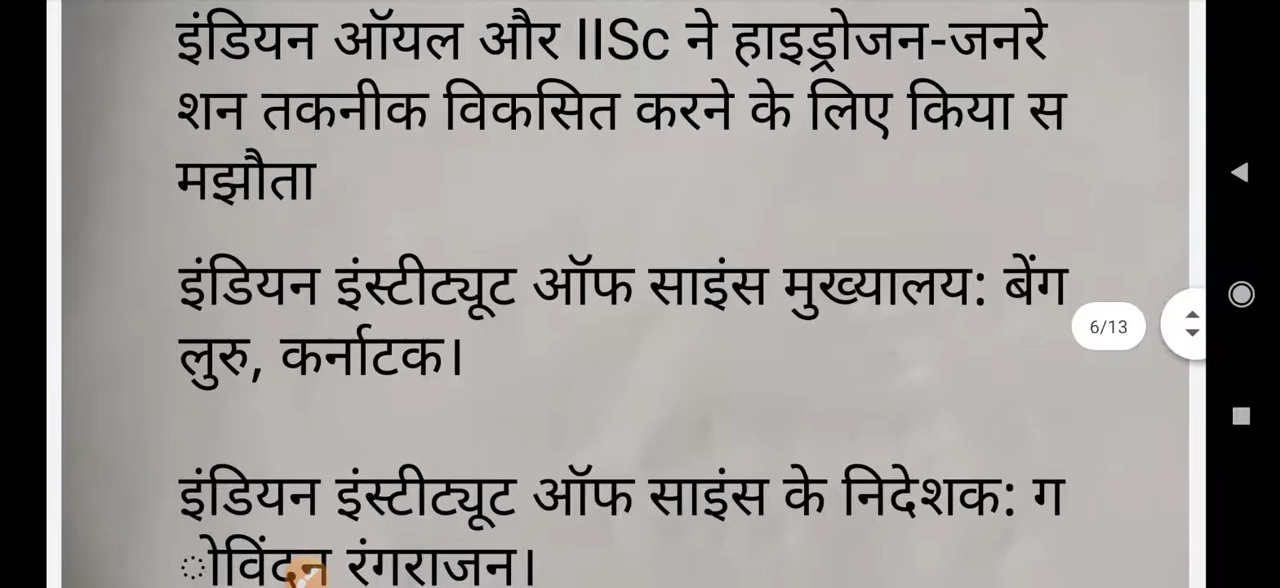 इंडियन ऑयल और IISc ने हाइड्रोजन-जनरे
शन तकनीक विकसित करने के लिए किया स
मझौता
इंडियन इंस्टीट्यूट ऑफ साइंस मुख्यालय: बेंग
लुरु, कर्नाटक।
6/13
इंडियन इंस्टीट्यूट ऑफ साइंस के निदेशक: ग
ोविंदन रंगराजन।